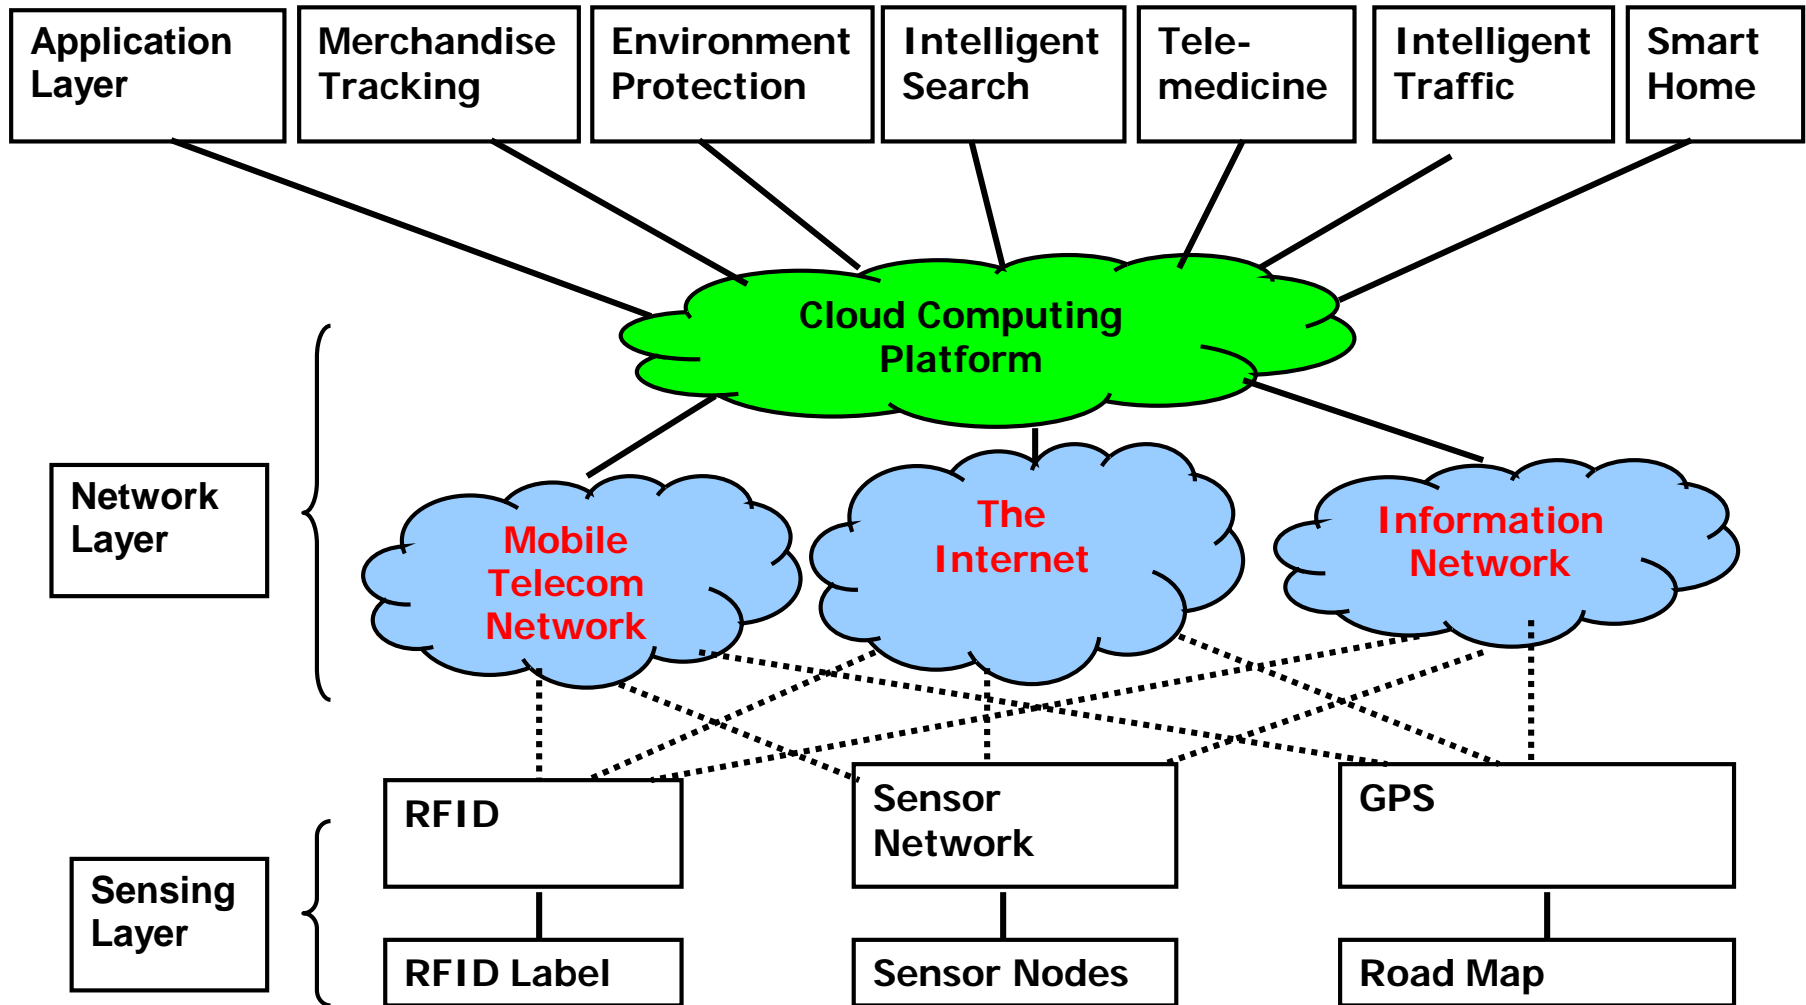 Application
Layer
Merchandise
Tracking
Environment
Protection
Intelligent
Search
Tele-
medicine
Intelligent
Traffic
Smart
Home
Cloud Computing
Platform
Network
Layer
Mobile
Telecom
Network
The
Internet
Information
Network
RFID
Sensor
Network
GPS
Sensing
Layer
RFID Label
Sensor Nodes
Road Map